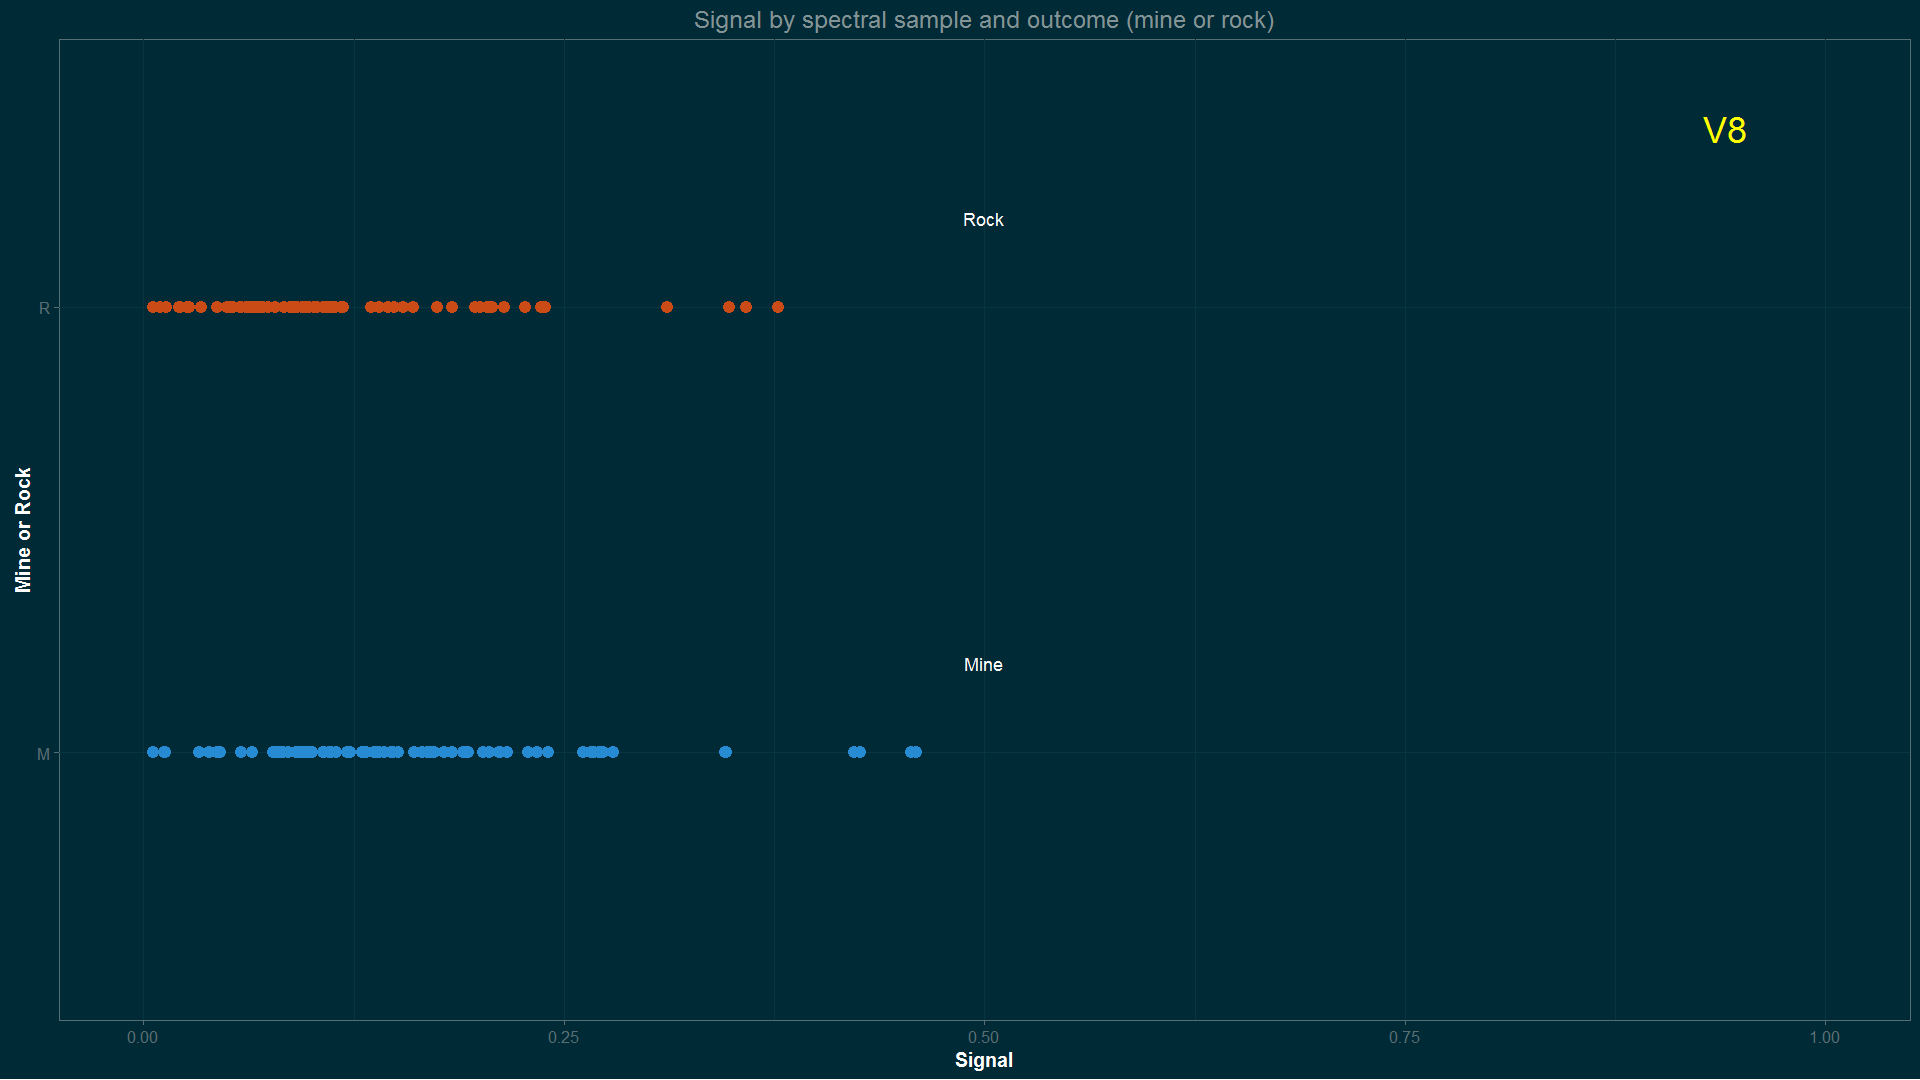 Signal by spectral sample and outcome (mine or rock)
V8
Rock
R
Mine or Rock
Mine
M
0.00 0.25 0.50 0.75 1.00
Signal